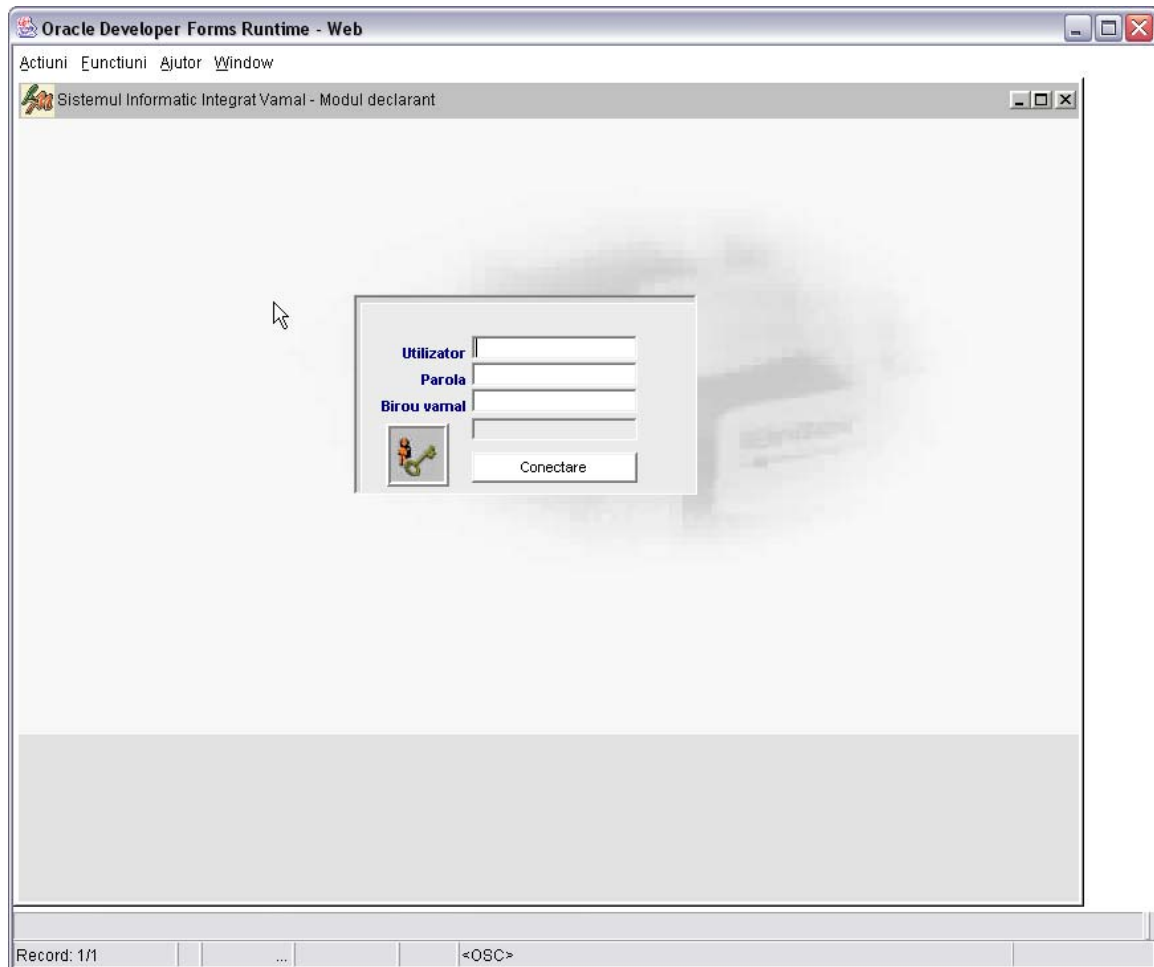 Oracle Developer Forms Runtime - Web
Actiuni Functiuni Ajutor Window
Sistemul Informatic Integrat Vamal - Modul declarant
Utilizator
Parola
Birou vamal
Conectare
Record: 1/1 ... <OSC>